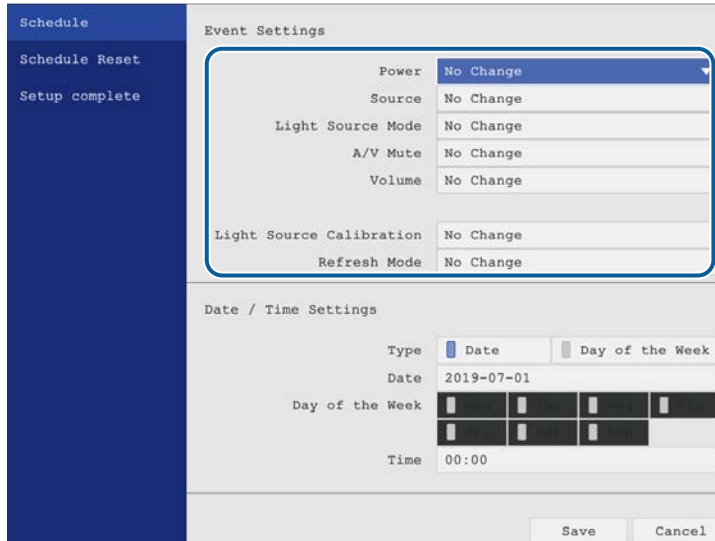 Schedule
Schedule Reset
Setup complete
Event Settings
Power No Change
Source No Change
Light Source Mode No Change
A/V Mute No Change
Volume No Change
Light Source Calibration No Change
Refresh Mode No Change
Date / Time Settings
Type Date Day of the Week
Date 2019-07-01
Day of the Week
Time 00:00
Save Cancel